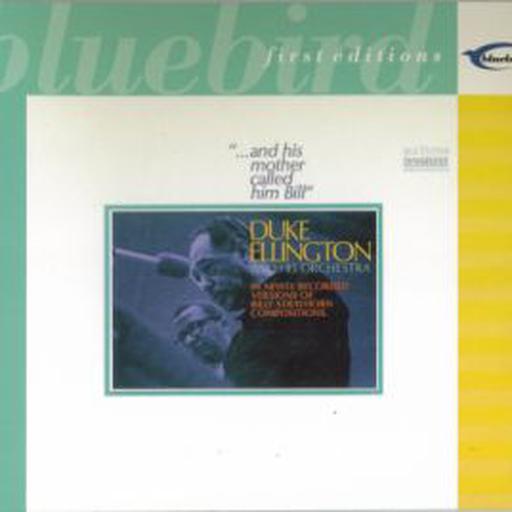 bluebird
first editions
"...and his
mother
called
him Bill"
DUKE
ELLINGTON
AND HIS ORCHESTRA
IN NEWLY RECORDED
VERSIONS OF
BILLY STRAYHORN
COMPOSITIONS.